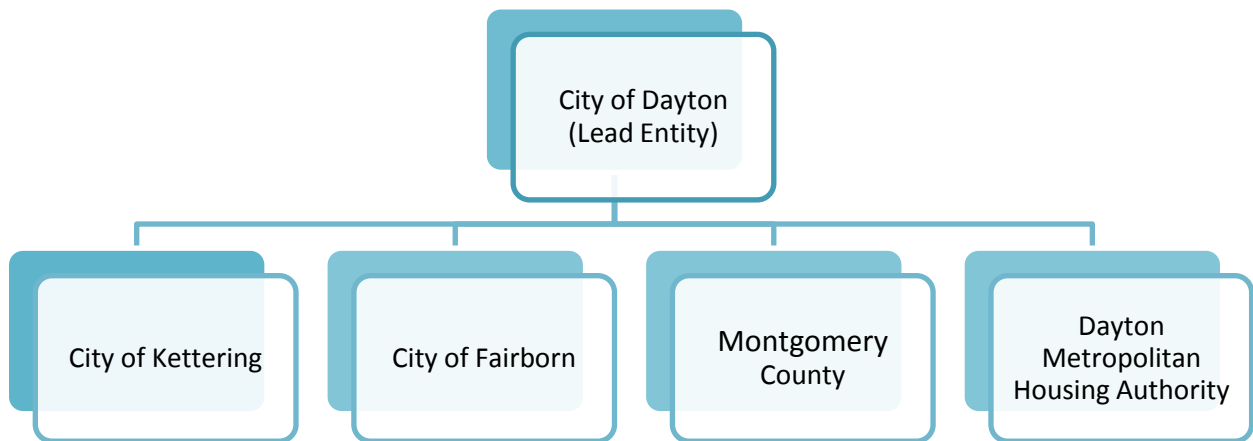 City of Dayton
(Lead Entity)
City of Kettering
City of Fairborn
Montgomery
County
Dayton
Metropolitan
Housing Authority